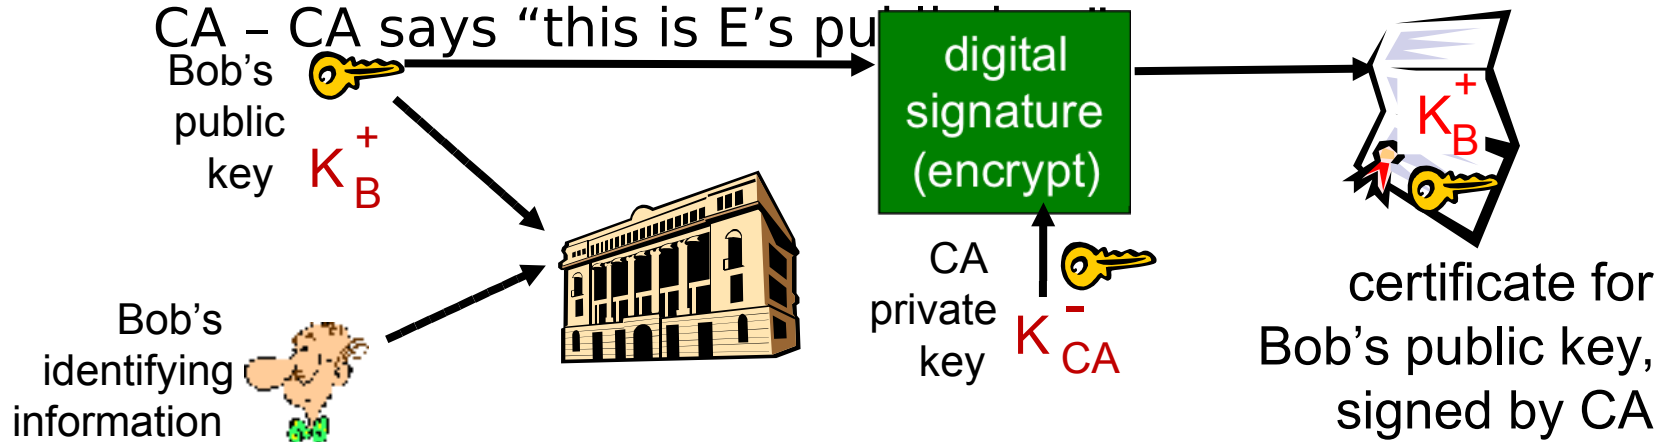 CA – CA says “this is E’s pu
Bob’s
public
key
K+B
digital
signature
(encrypt)
K+B
CA
private
key
K-CA
certificate for
Bob’s public key,
signed by CA
Bob’s
identifying
information